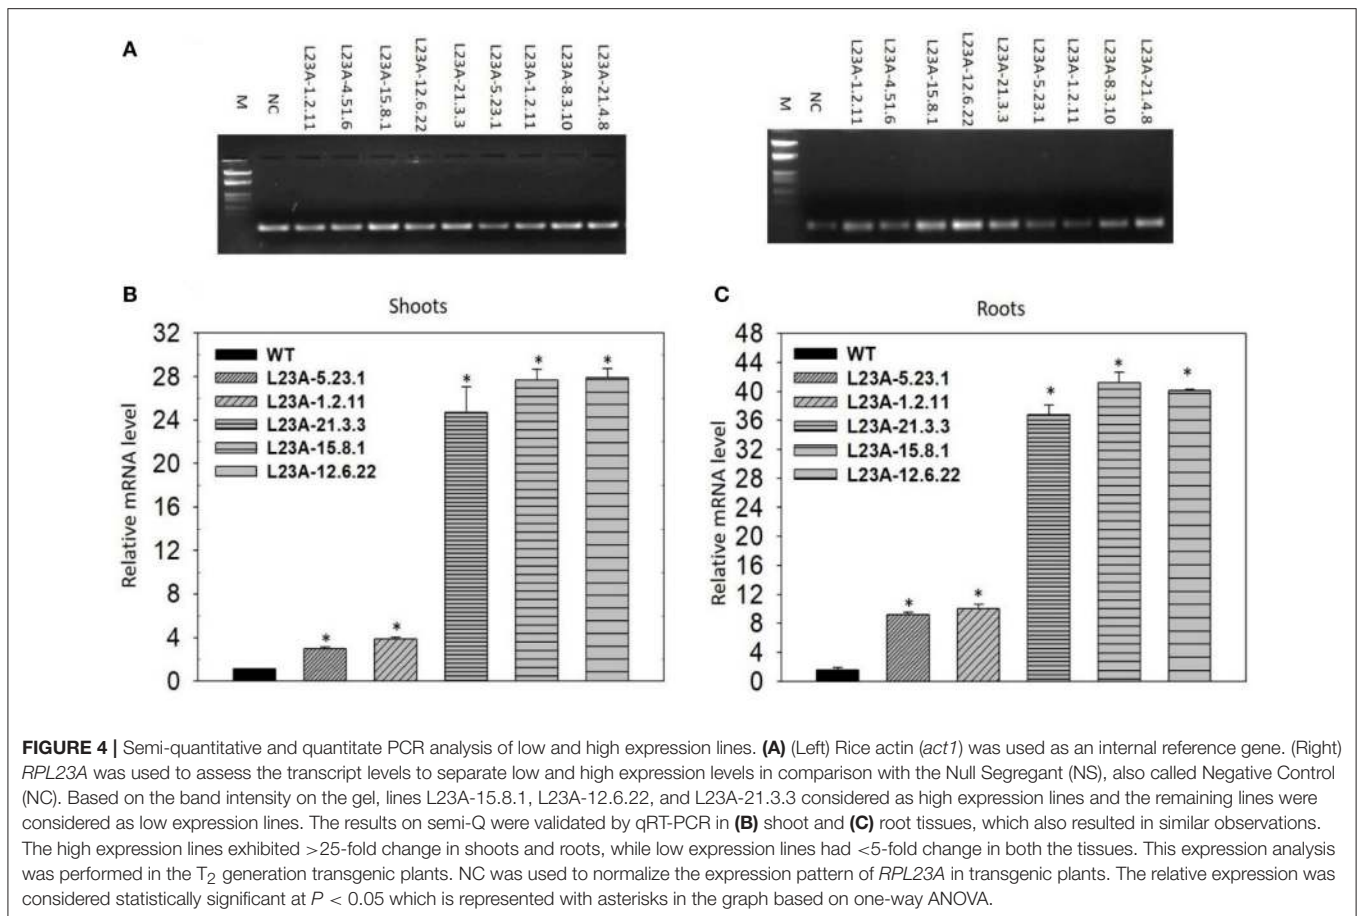 A
M
NC
L23A-1.2.11
L23A-4.51.6
L23A-15.8.1
L23A-12.6.22
L23A-21.3.3
L23A-5.23.1
L23A-1.2.11
L23A-8.3.10
L23A-21.4.8
M
NC
L23A-1.2.11
L23A-4.51.6
L23A-15.8.1
L23A-12.6.22
L23A-21.3.3
L23A-5.23.1
L23A-1.2.11
L23A-8.3.10
L23A-21.4.8
B
Shoots
Relative mRNA level
32
28
24
20
16
12
8
4
0
WT
L23A-5.23.1
L23A-1.2.11
L23A-21.3.3
L23A-15.8.1
L23A-12.6.22
*
*
*
*
*
C
Roots
Relative mRNA level
48
44
40
36
32
28
24
20
16
12
8
4
0
WT
L23A-5.23.1
L23A-1.2.11
L23A-21.3.3
L23A-15.8.1
L23A-12.6.22
*
*
*
*
*
FIGURE 4 | Semi-quantitative and quantitate PCR analysis of low and high expression lines. (A) (Left) Rice actin (act1) was used as an internal reference gene. (Right)
RPL23A was used to assess the transcript levels to separate low and high expression levels in comparison with the Null Segregant (NS), also called Negative Control
(NC). Based on the band intensity on the gel, lines L23A-15.8.1, L23A-12.6.22, and L23A-21.3.3 considered as high expression lines and the remaining lines were
considered as low expression lines. The results on semi-Q were validated by qRT-PCR in (B) shoot and (C) root tissues, which also resulted in similar observations.
The high expression lines exhibited >25-fold change in shoots and roots, while low expression lines had <5-fold change in both the tissues. This expression analysis
was performed in the T2 generation transgenic plants. NC was used to normalize the expression pattern of RPL23A in transgenic plants. The relative expression was
considered statistically significant at P < 0.05 which is represented with asterisks in the graph based on one-way ANOVA.